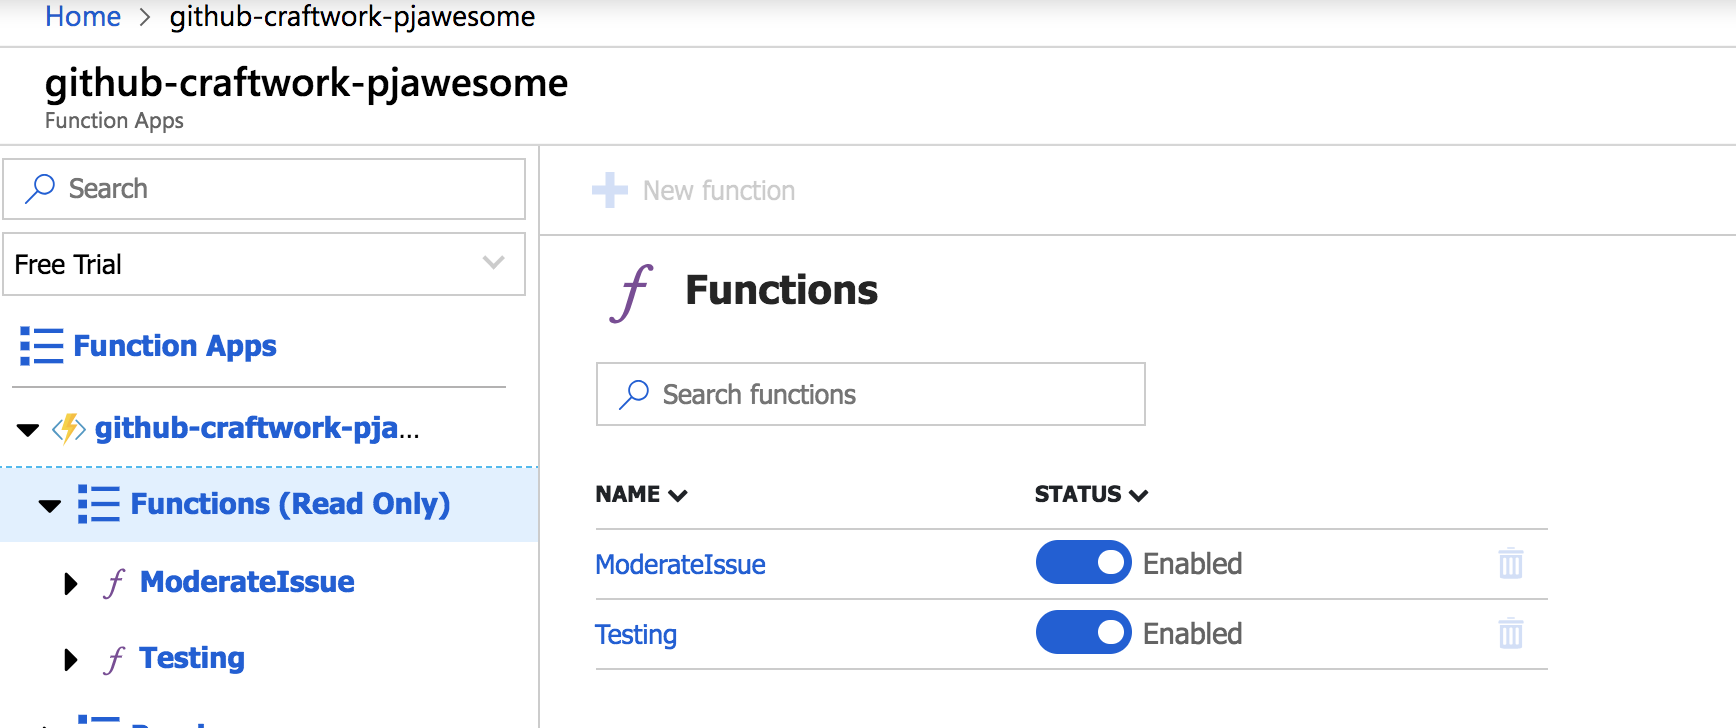 Home > github-craftwork-pjawesome
github-craftwork-pjawesome
Function Apps
Search
Free Trial
Function Apps
github-craftwork-pja...
Functions (Read Only)
ModerateIssue
Testing
New function
Functions
Search functions
NAME STATUS
ModerateIssue Enabled
Testing Enabled